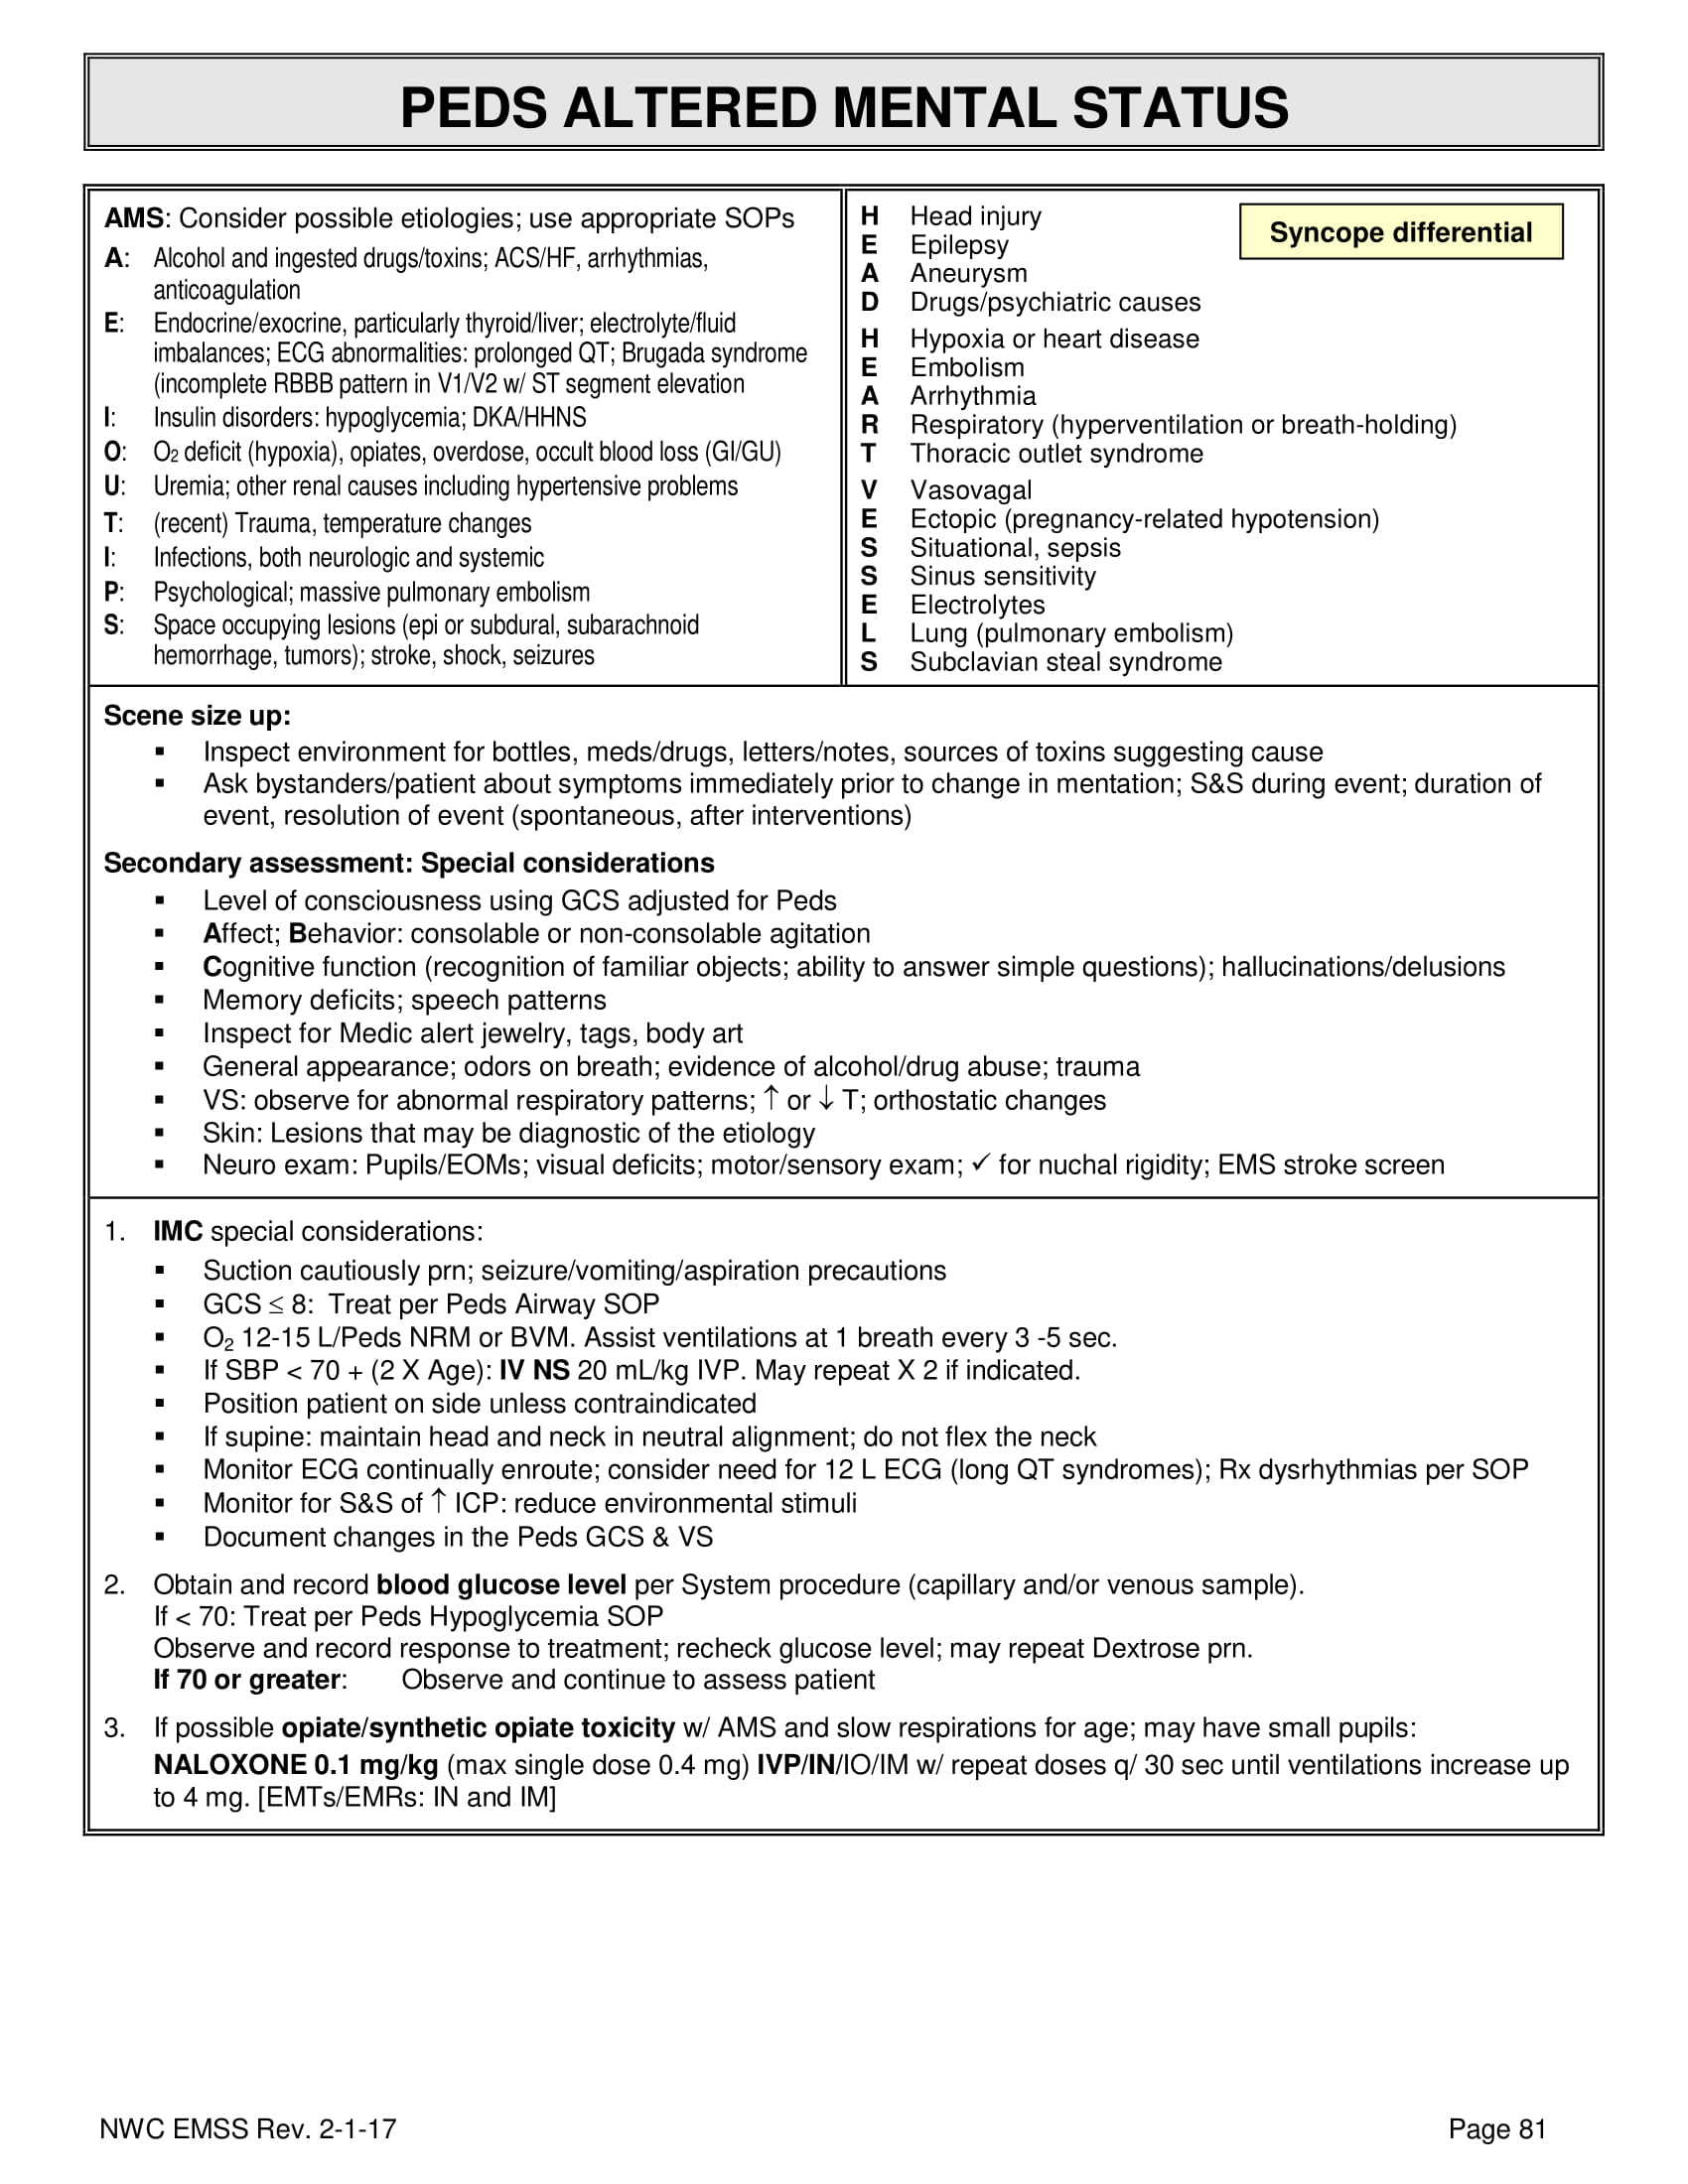 PEDS ALTERED MENTAL STATUS
AMS: Consider possible etiologies; use appropriate SOPs
A: Alcohol and ingested drugs/toxins; ACS/HF, arrhythmias,
anticoagulation
E: Endocrine/exocrine, particularly thyroid/liver; electrolyte/fluid
imbalances; ECG abnormalities: prolonged QT; Brugada syndrome
(incomplete RBBB pattern in V1/V2 w/ ST segment elevation
I: Insulin disorders: hypoglycemia; DKA/HHNS
O: O2 deficit (hypoxia), opiates, overdose, occult blood loss (GI/GU)
U: Uremia; other renal causes including hypertensive problems
T: (recent) Trauma, temperature changes
I: Infections, both neurologic and systemic
P: Psychological; massive pulmonary embolism
S: Space occupying lesions (epi or subdural, subarachnoid
hemorrhage, tumors); stroke, shock, seizures
Syncope differential
H Head injury
E Epilepsy
A Aneurysm
D Drugs/psychiatric causes
H Hypoxia or heart disease
E Embolism
A Arrhythmia
R Respiratory (hyperventilation or breath-holding)
T Thoracic outlet syndrome
V Vasovagal
E Ectopic (pregnancy-related hypotension)
S Situational, sepsis
S Sinus sensitivity
E Electrolytes
L Lung (pulmonary embolism)
S Subclavian steal syndrome
Scene size up:
▪ Inspect environment for bottles, meds/drugs, letters/notes, sources of toxins suggesting cause
▪ Ask bystanders/patient about symptoms immediately prior to change in mentation; S&S during event; duration of
event, resolution of event (spontaneous, after interventions)
Secondary assessment: Special considerations
▪ Level of consciousness using GCS adjusted for Peds
▪ Affect; Behavior: consolable or non-consolable agitation
▪ Cognitive function (recognition of familiar objects; ability to answer simple questions); hallucinations/delusions
▪ Memory deficits; speech patterns
▪ Inspect for Medic alert jewelry, tags, body art
▪ General appearance; odors on breath; evidence of alcohol/drug abuse; trauma
▪ VS: observe for abnormal respiratory patterns; ↑ or ↓ T; orthostatic changes
▪ Skin: Lesions that may be diagnostic of the etiology
▪ Neuro exam: Pupils/EOMs; visual deficits; motor/sensory exam; ✓ for nuchal rigidity; EMS stroke screen
1. IMC special considerations:
▪ Suction cautiously prn; seizure/vomiting/aspiration precautions
▪ GCS ≤ 8: Treat per Peds Airway SOP
▪ O2 12-15 L/Peds NRM or BVM. Assist ventilations at 1 breath every 3 -5 sec.
▪ If SBP < 70 + (2 X Age): IV NS 20 mL/kg IVP. May repeat X 2 if indicated.
▪ Position patient on side unless contraindicated
▪ If supine: maintain head and neck in neutral alignment; do not flex the neck
▪ Monitor ECG continually enroute; consider need for 12 L ECG (long QT syndromes); Rx dysrhythmias per SOP
▪ Monitor for S&S of ↑ ICP: reduce environmental stimuli
▪ Document changes in the Peds GCS & VS
2. Obtain and record blood glucose level per System procedure (capillary and/or venous sample).
If < 70: Treat per Peds Hypoglycemia SOP
Observe and record response to treatment; recheck glucose level; may repeat Dextrose prn.
If 70 or greater: Observe and continue to assess patient
3. If possible opiate/synthetic opiate toxicity w/ AMS and slow respirations for age; may have small pupils:
NALOXONE 0.1 mg/kg (max single dose 0.4 mg) IVP/IN/IO/IM w/ repeat doses q/ 30 sec until ventilations increase up
to 4 mg. [EMTs/EMRs: IN and IM]
NWC EMSS Rev. 2-1-17 Page 81